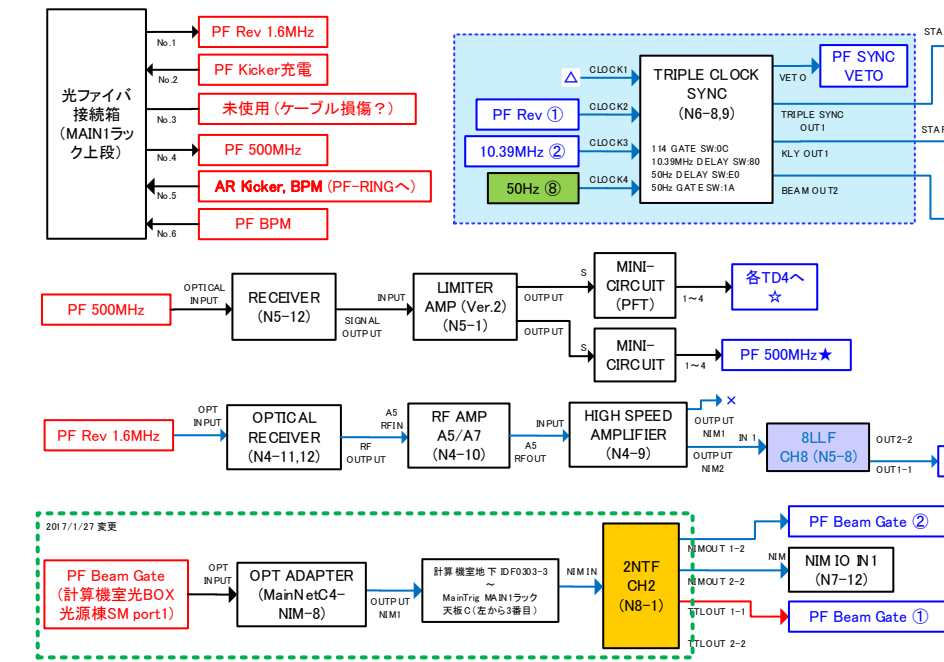 光ファイバ
接続箱
(MAIN1ラッ
ク上段)
No.1
PF Rev 1.6MHz
No.2
PF Kicker充電
No.3
未使用 (ケーブル損傷？)
No.4
PF 500MHz
No.5
AR Kicker, BPM (PF-RINGへ)
No.6
PF BPM
△
CLOCK1
PF Rev ①
CLOCK2
10.39MHz ②
CLOCK3
50Hz ⑧
CLOCK4
TRIPLE CLOCK
SYNC
(N6-8,9)
114 GATE SW:0C
10.39MHz DELAY SW:80
50Hz DELAY SW:E0
50Hz GATE SW:1A
VETO
PF SYNC
VETO
TRIPLE SYNC
OUT1
KLY OUT1
BEAM OUT2
STA
STAR
PF 500MHz
OPTICAL
INPUT
RECEIVER
(N5-12)
SIGNAL
OUTPUT
INPUT
LIMITER
AMP (Ver.2)
(N5-1)
OUTPUT
OUTPUT
S
MINI-
CIRCUIT
(PFT)
1～4
各TD4へ
☆
S
MINI-
CIRCUIT
1～4
PF 500MHz★
PF Rev 1.6MHz
OPT
INPUT
OPTICAL
RECEIVER
(N4-11,12)
A5
RFIN
RF
OUTPUT
RF AMP
A5/A7
(N4-10)
INPUT
A5
RFOUT
HIGH SPEED
AMPLIFIER
(N4-9)
×
OUTPUT
NIM1
OUTPUT
NIM2
IN 1
8LLF
CH8 (N5-8)
OUT2-2
OUT1-1
2017/1/27 変更
PF Beam Gate
(計算機室光BOX
光源棟SM port1)
OPT
INPUT
OPT ADAPTER
(MainNetC4-
NIM-8)
OUTPUT
NIM1
計算機室地下 IDF0303-3
～
MainTrig MAIN1ラック
天板C (左から3番目)
NIM IN
2NTF
CH2
(N8-1)
NIMOUT 1-2
NIMOUT 2-2
TTLOUT 1-1
TTLOUT 2-2
PF Beam Gate ②
NIM
NIM IO IN1
(N7-12)
PF Beam Gate ①